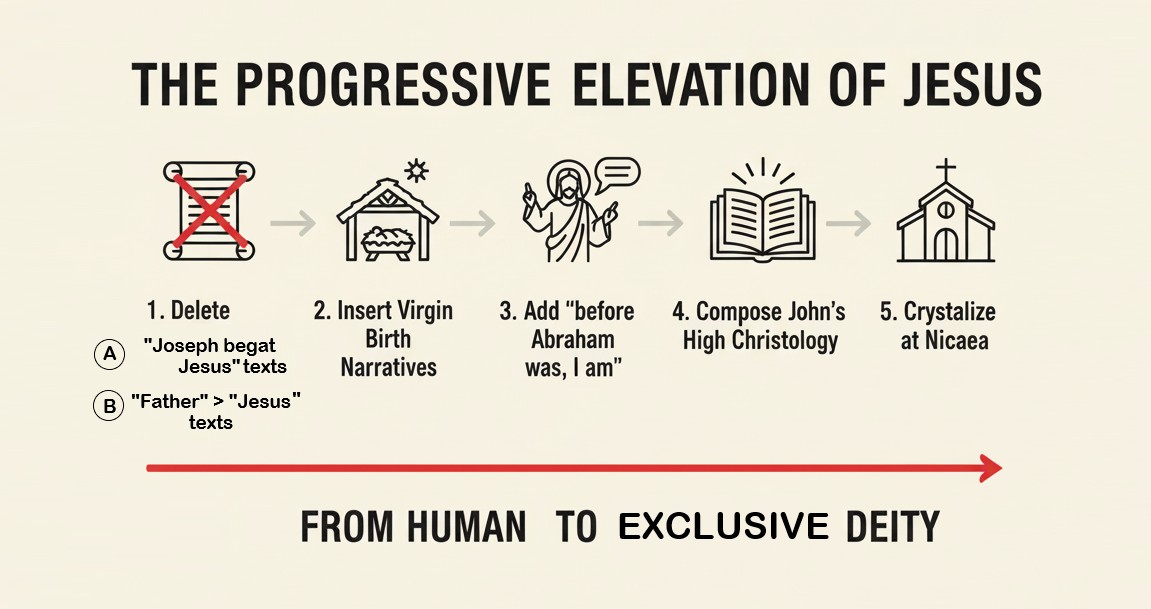 THE PROGRESSIVE ELEVATION OF JESUS
1. Delete
A
"Joseph begat
Jesus" texts
B
"Father" > "Jesus"
texts
2. Insert Virgin
Birth
Narratives
3. Add “before
Abraham
was, I am”
4. Compose John’s
High Christology
5. Crystalize
at Nicaea
FROM HUMAN TO EXCLUSIVE DEITY